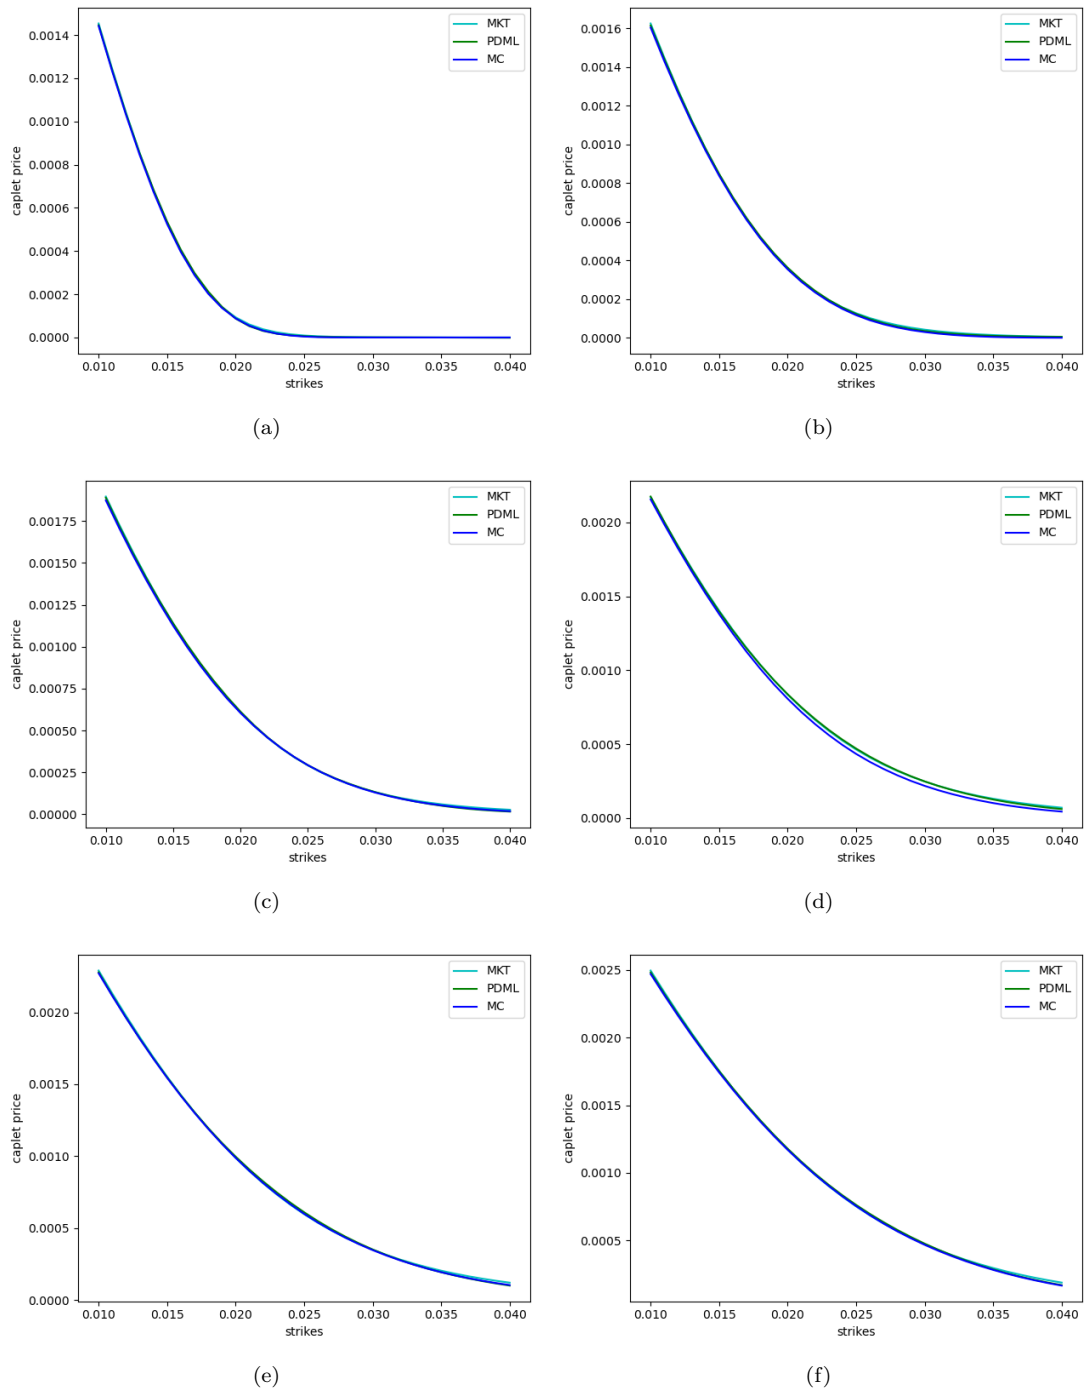 MKT
PDML
MC
0.0014
0.0012
0.0010
0.0008
0.0006
0.0004
0.0002
0.0000
caplet price
0.010 0.015 0.020 0.025 0.030 0.035 0.040
strikes
(a)
MKT
PDML
MC
0.0016
0.0014
0.0012
0.0010
0.0008
0.0006
0.0004
0.0002
0.0000
caplet price
0.010 0.015 0.020 0.025 0.030 0.035 0.040
strikes
(b)
MKT
PDML
MC
0.00175
0.00150
0.00125
0.00100
0.00075
0.00050
0.00025
0.00000
caplet price
0.010 0.015 0.020 0.025 0.030 0.035 0.040
strikes
(c)
MKT
PDML
MC
0.0020
0.0015
0.0010
0.0005
0.0000
caplet price
0.010 0.015 0.020 0.025 0.030 0.035 0.040
strikes
(d)
MKT
PDML
MC
0.0020
0.0015
0.0010
0.0005
0.0000
caplet price
0.010 0.015 0.020 0.025 0.030 0.035 0.040
strikes
(e)
MKT
PDML
MC
0.0025
0.0020
0.0015
0.0010
0.0005
caplet price
0.010 0.015 0.020 0.025 0.030 0.035 0.040
strikes
(f)